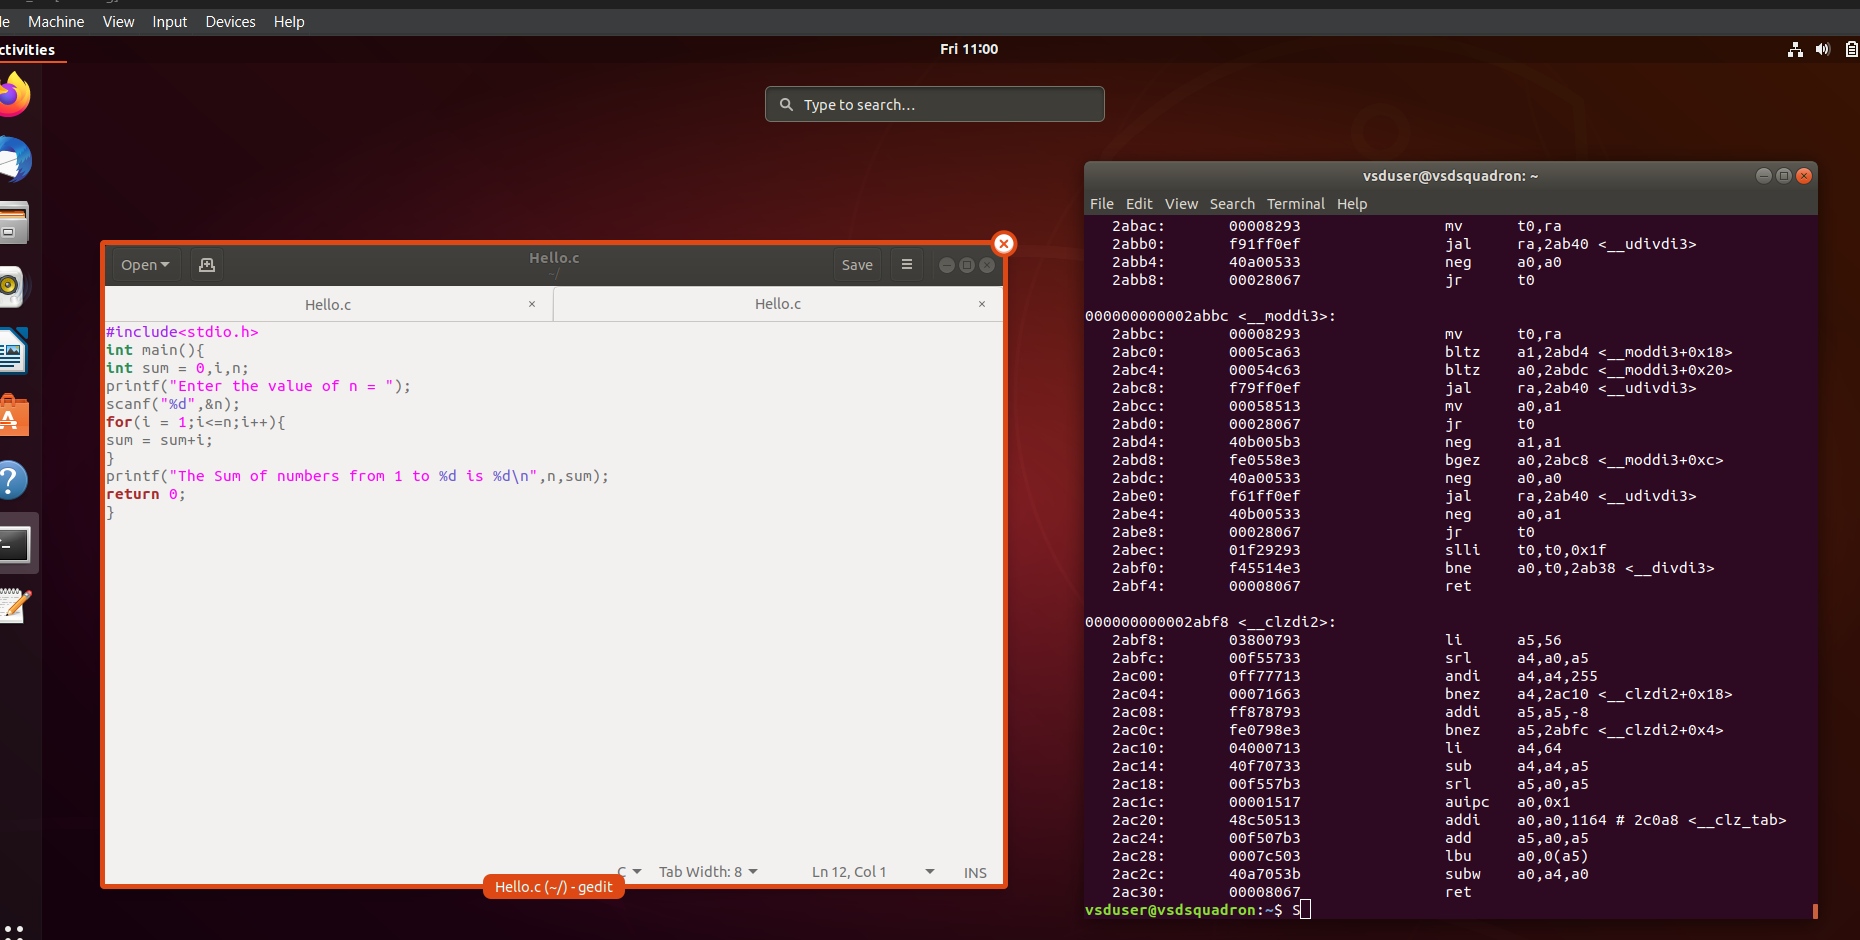 Machine View Input Devices Help
ctivities
Fri 11:00
Type to search…
Open
Hello.c
~/
Save
Hello.c × Hello.c ×
#include<stdio.h>
int main(){
int sum = 0,i,n;
printf("Enter the value of n = ");
scanf("%d",&n);
for(i = 1;i<=n;i++){
sum = sum+i;
}
printf("The Sum of numbers from 1 to %d is %d\n",n,sum);
return 0;
}
C Tab Width: 8 Ln 12, Col 1 INS
Hello.c (~/) - gedit
vsduser@vsdsquadron: ~
File Edit View Search Terminal Help
2abac: 00008293 mv t0,ra
2abb0: f91ff0ef jal ra,2ab40 <__udivdi3>
2abb4: 40a00533 neg a0,a0
2abb8: 00028067 jr t0
000000000002abbc <__moddi3>:
2abbc: 00008293 mv t0,ra
2abc0: 0005ca63 bltz a1,2abd4 <__moddi3+0x18>
2abc4: 00054c63 bltz a0,2abdc <__moddi3+0x20>
2abc8: f79ff0ef jal ra,2ab40 <__udivdi3>
2abcc: 00058513 mv a0,a1
2abd0: 00028067 jr t0
2abd4: 40b005b3 neg a1,a1
2abd8: fe0558e3 bgez a0,2abc8 <__moddi3+0xc>
2abdc: 40a00533 neg a0,a0
2abe0: f61ff0ef jal ra,2ab40 <__udivdi3>
2abe4: 40b00533 neg a0,a1
2abe8: 00028067 jr t0
2abec: 01f29293 slli t0,t0,0x1f
2abf0: f45514e3 bne a0,t0,2ab38 <__divdi3>
2abf4: 00008067 ret
000000000002abf8 <__clzdi2>:
2abf8: 03800793 li a5,56
2abfc: 00f55733 srl a4,a0,a5
2ac00: 0ff77713 andi a4,a4,255
2ac04: 00071663 bnez a4,2ac10 <__clzdi2+0x18>
2ac08: ff878793 addi a5,a5,-8
2ac0c: fe0798e3 bnez a5,2abfc <__clzdi2+0x4>
2ac10: 04000713 li a4,64
2ac14: 40f70733 sub a4,a4,a5
2ac18: 00f557b3 srl a5,a0,a5
2ac1c: 00001517 auipc a0,0x1
2ac20: 48c50513 addi a0,a0,1164 # 2c0a8 <__clz_tab>
2ac24: 00f507b3 add a5,a0,a5
2ac28: 0007c503 lbu a0,0(a5)
2ac2c: 40a7053b subw a0,a4,a0
2ac30: 00008067 ret
vsduser@vsdsquadron:~$ S